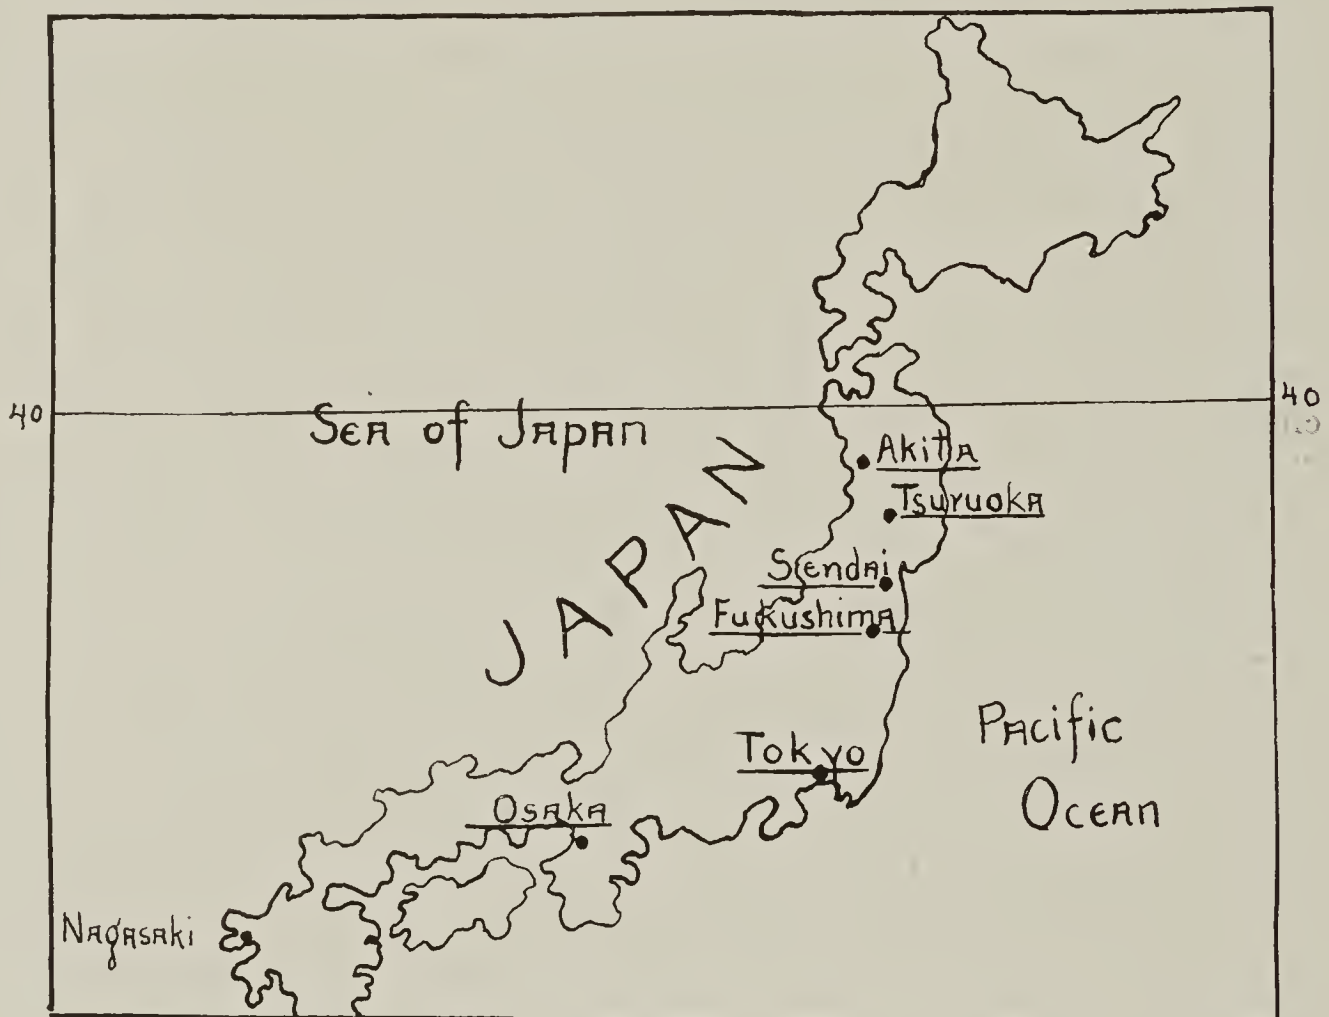 40
40
Sea of Japan
JAPAN
Akita
Tsuruoka
Sendai
Fukushima
Tokyo
Pacific
Ocean
Osaka
Nagasaki